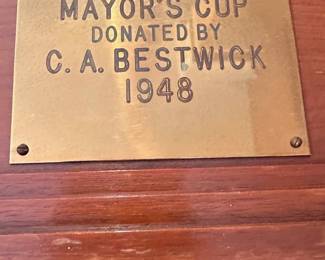 MAYOR'S CUP
DONATED BY
C. A. BESTWICK
1948